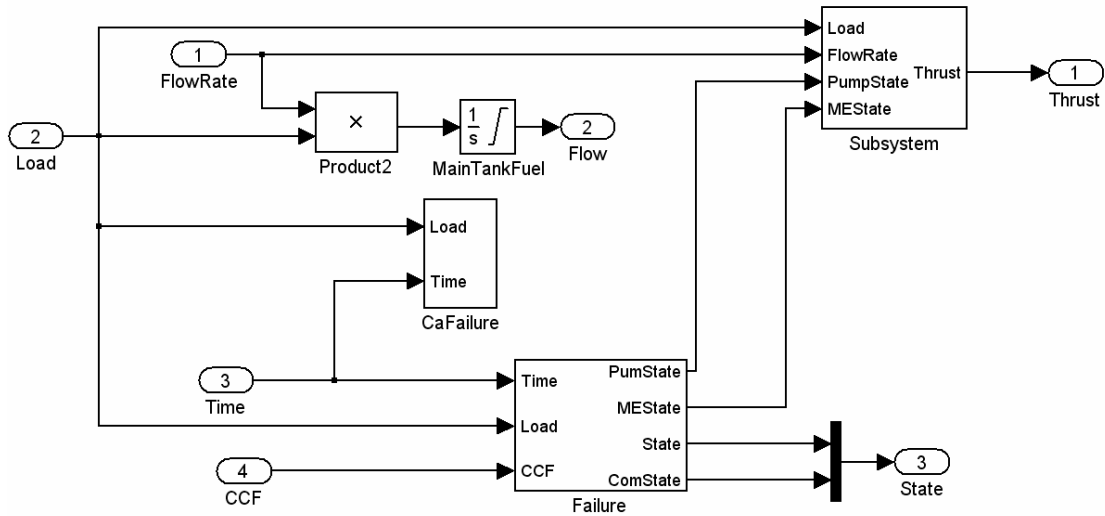 Load
FlowRate
PumpState
MEState
Thrust
Subsystem
1
Thrust
1
FlowRate
2
Load
×
Product2
1
s
MainTankFuel
2
Flow
Load
Time
CaFailure
3
Time
4
CCF
Time
Load
CCF
PumState
MEState
State
ComState
Failure
3
State